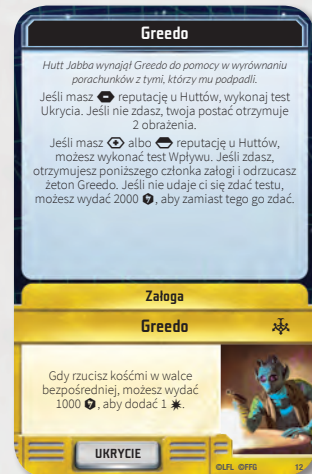 Greedo
Hutt Jabba wynajął Greedo do pomocy w wyrównaniu
porachunków z tymi, którzy mu podpadli.
Jeśli masz reputację u Huttów, wykonaj test
Ukrycia. Jeśli nie zdasz, twoja postać otrzymuje
2 obrażenia.
Jeśli masz albo reputację u Huttów,
możesz wykonać test Wpływu. Jeśli zdasz,
otrzymujesz poniższego członka załogi i odrzucasz
żeton Greedo. Jeśli nie udaje ci się zdać testu,
możesz wydać 2000 , aby zamiast tego go zdać.
Załoga
Greedo
Gdy rzucisz kośćmi w walce
bezpośredniej, możesz wydać
1000 , aby dodać 1 .
UKRYCIE
©LFL ©FFG 12